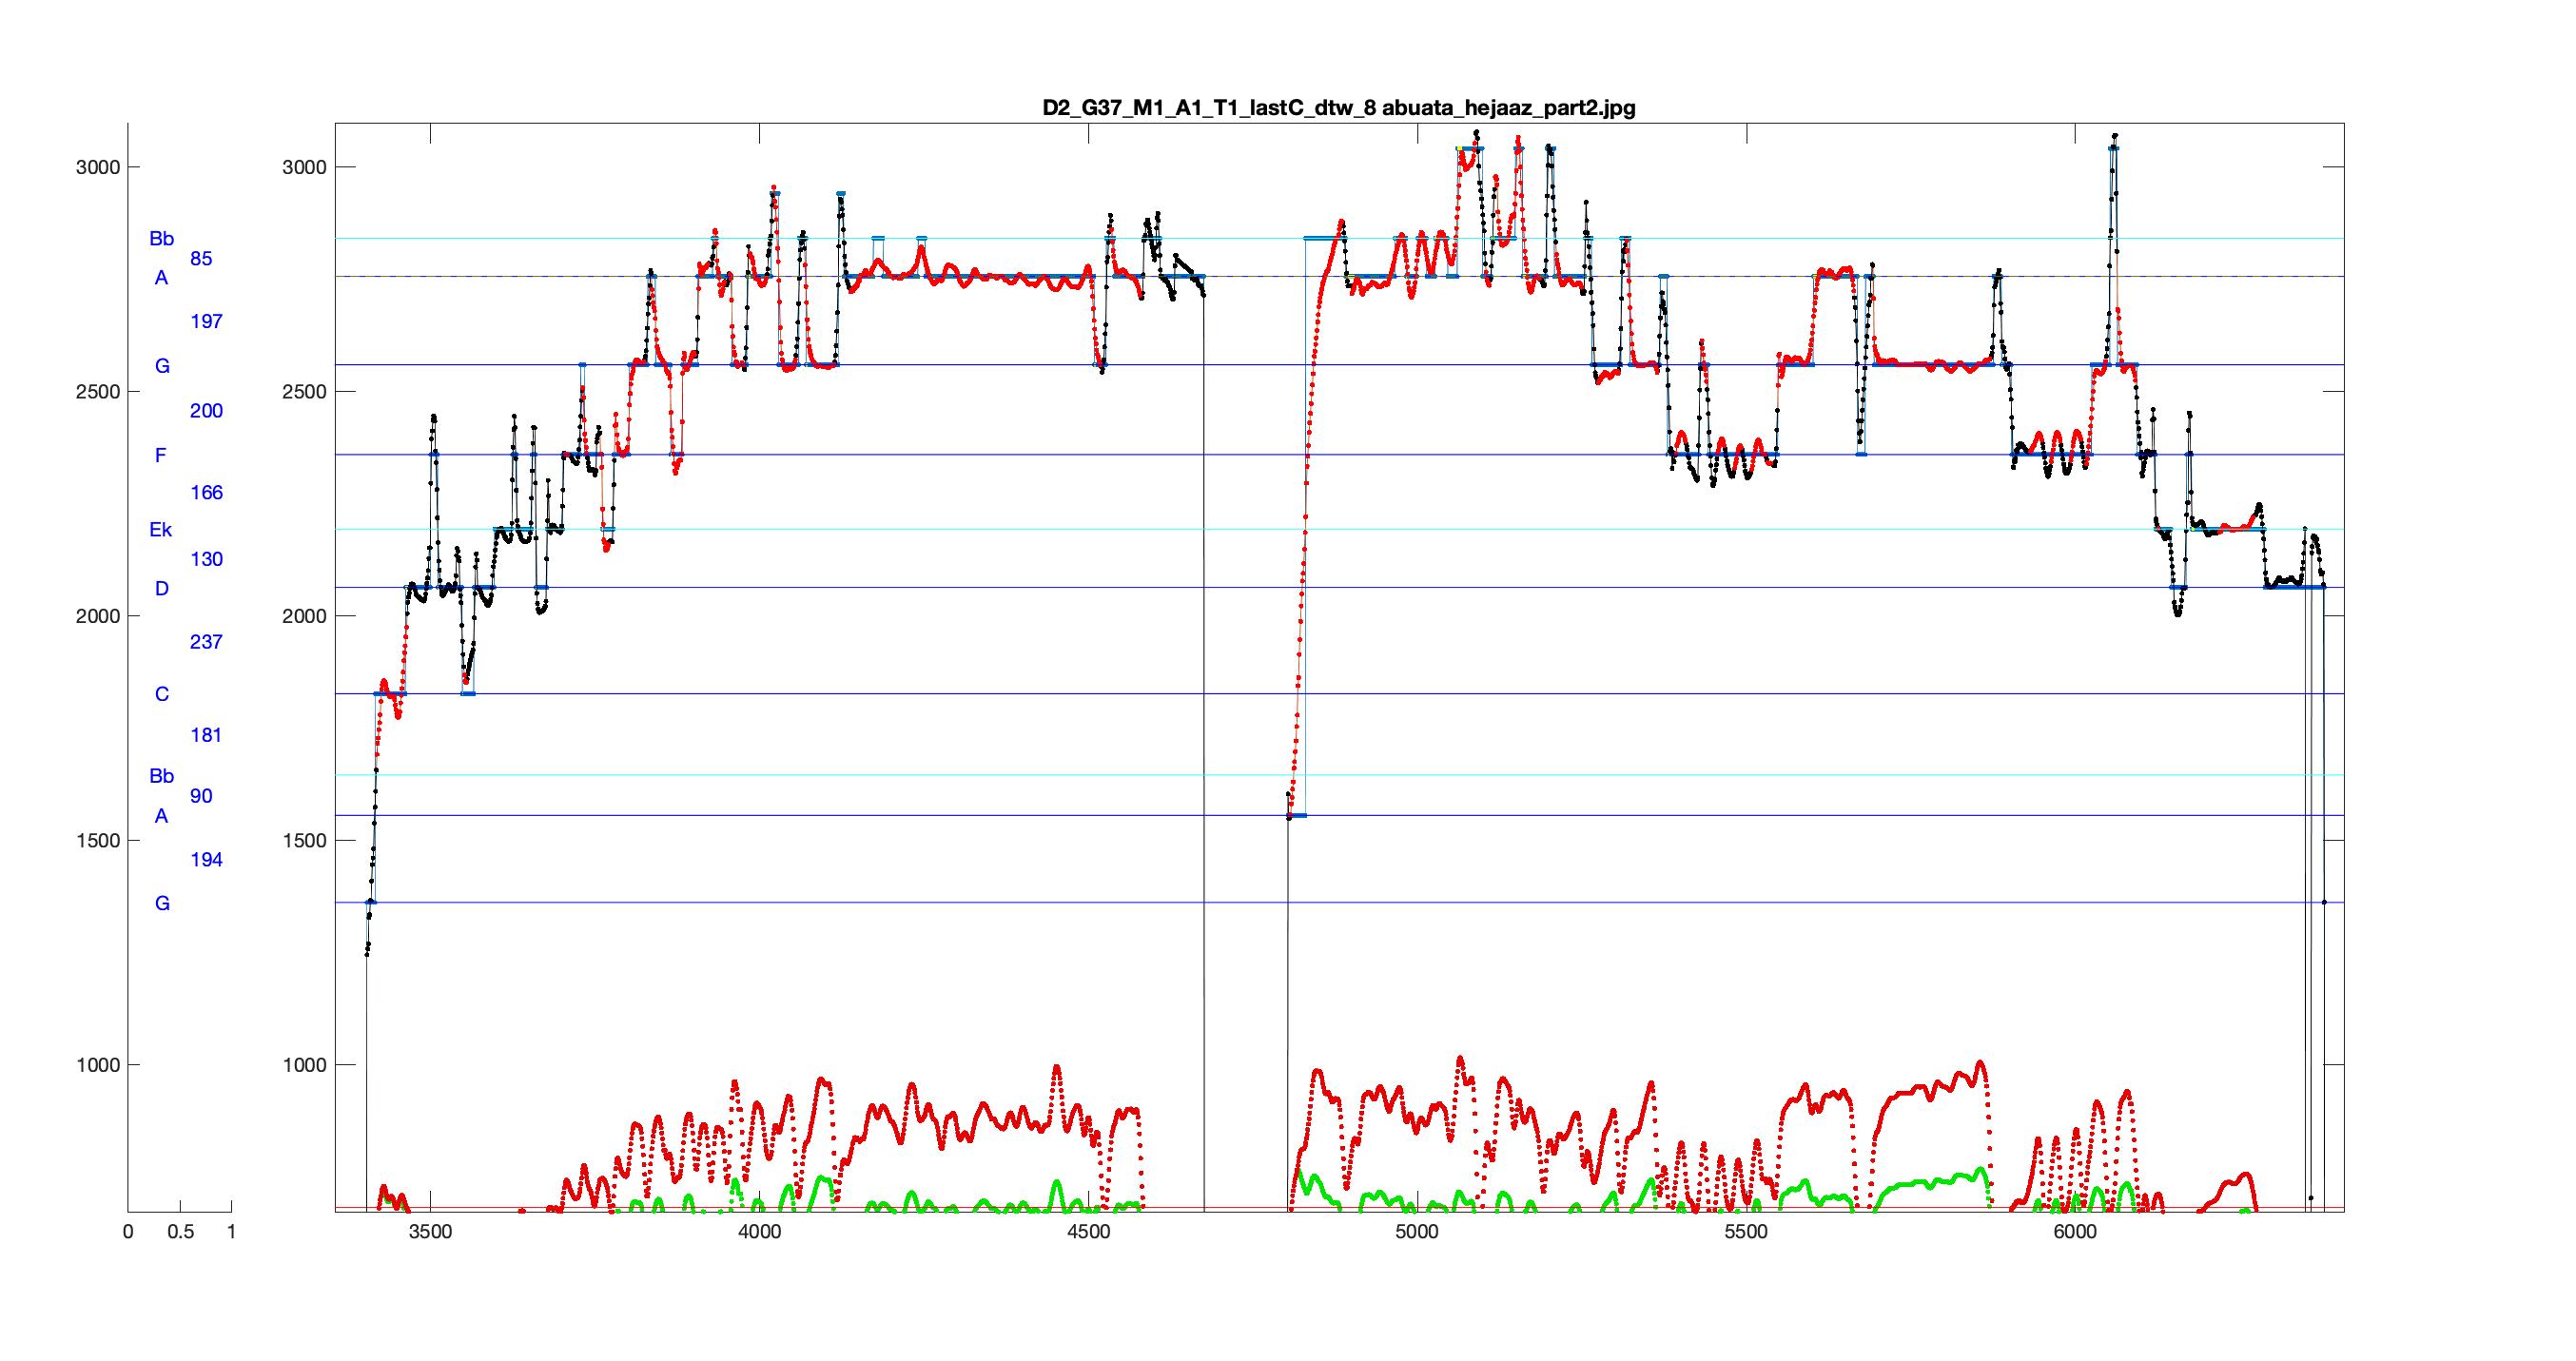 D2_G37_M1_A1_T1_lastC_dtw_8 abuata_hejaaz_part2.jpg
3000 3000
Bb
85
A
197
G
2500 200 2500
F
166
Ek
130
D
2000 2000
237
C
181
Bb
90
A
1500 1500
194
G
1000 1000
0 0.5 1 3500 4000 4500 5000 5500 6000